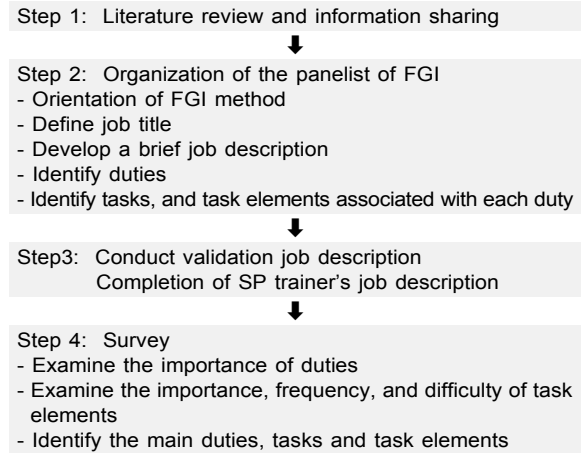 Step 1: Literature review and information sharing
Step 2: Organization of the panelist of FGI
- Orientation of FGI method
- Define job title
- Develop a brief job description
- Identify duties
- Identify tasks, and task elements associated with each duty
Step3: Conduct validation job description
Completion of SP trainer's job description
Step 4: Survey
- Examine the importance of duties
- Examine the importance, frequency, and difficulty of task
elements
- Identify the main duties, tasks and task elements